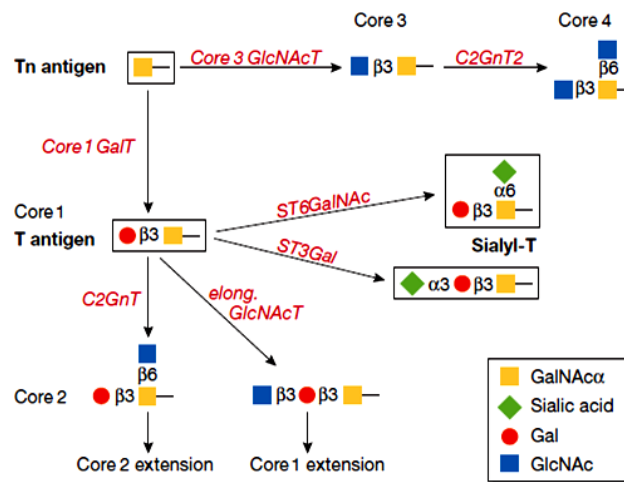 Core 3
Core 4
Tn antigen
Core 3 GlcNAcT
β3
C2GnT2
β6
β3
Core 1 GalT
Core 1
T antigen
β3
ST6GalNAc
α6
β3
Sialyl-T
ST3Gal
α3
β3
C2GnT
elong.
GlcNAcT
β6
Core 2
β3
β3
β3
Core 2 extension
Core 1 extension
GalNAcα
Sialic acid
Gal
GlcNAc